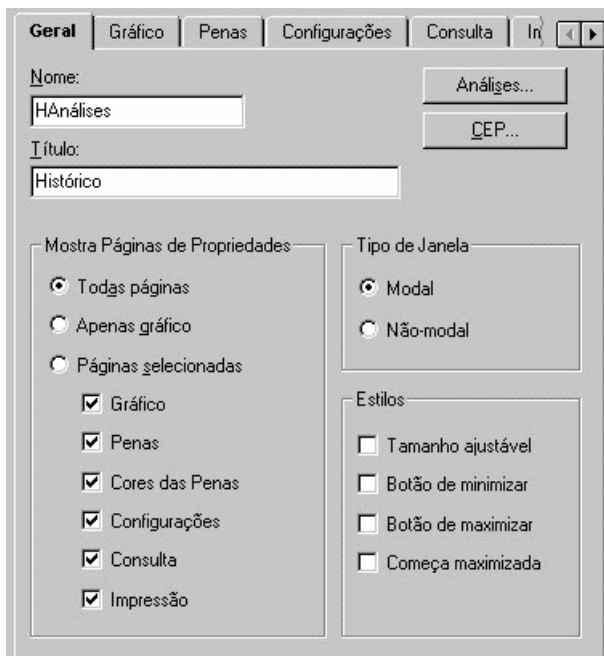 Geral Gráfico Penas Configurações Consulta
Nome:
HAnálises
Análises...
CEP...
Título:
Histórico
Mostra Páginas de Propriedades
Todas páginas
Apenas gráfico
Páginas selecionadas
Gráfico
Penas
Cores das Penas
Configurações
Consulta
Impressão
Tipo de Janela
Modal
Não-modal
Estilos
Tamanho ajustável
Botão de minimizar
Botão de maximizar
Começa maximizada